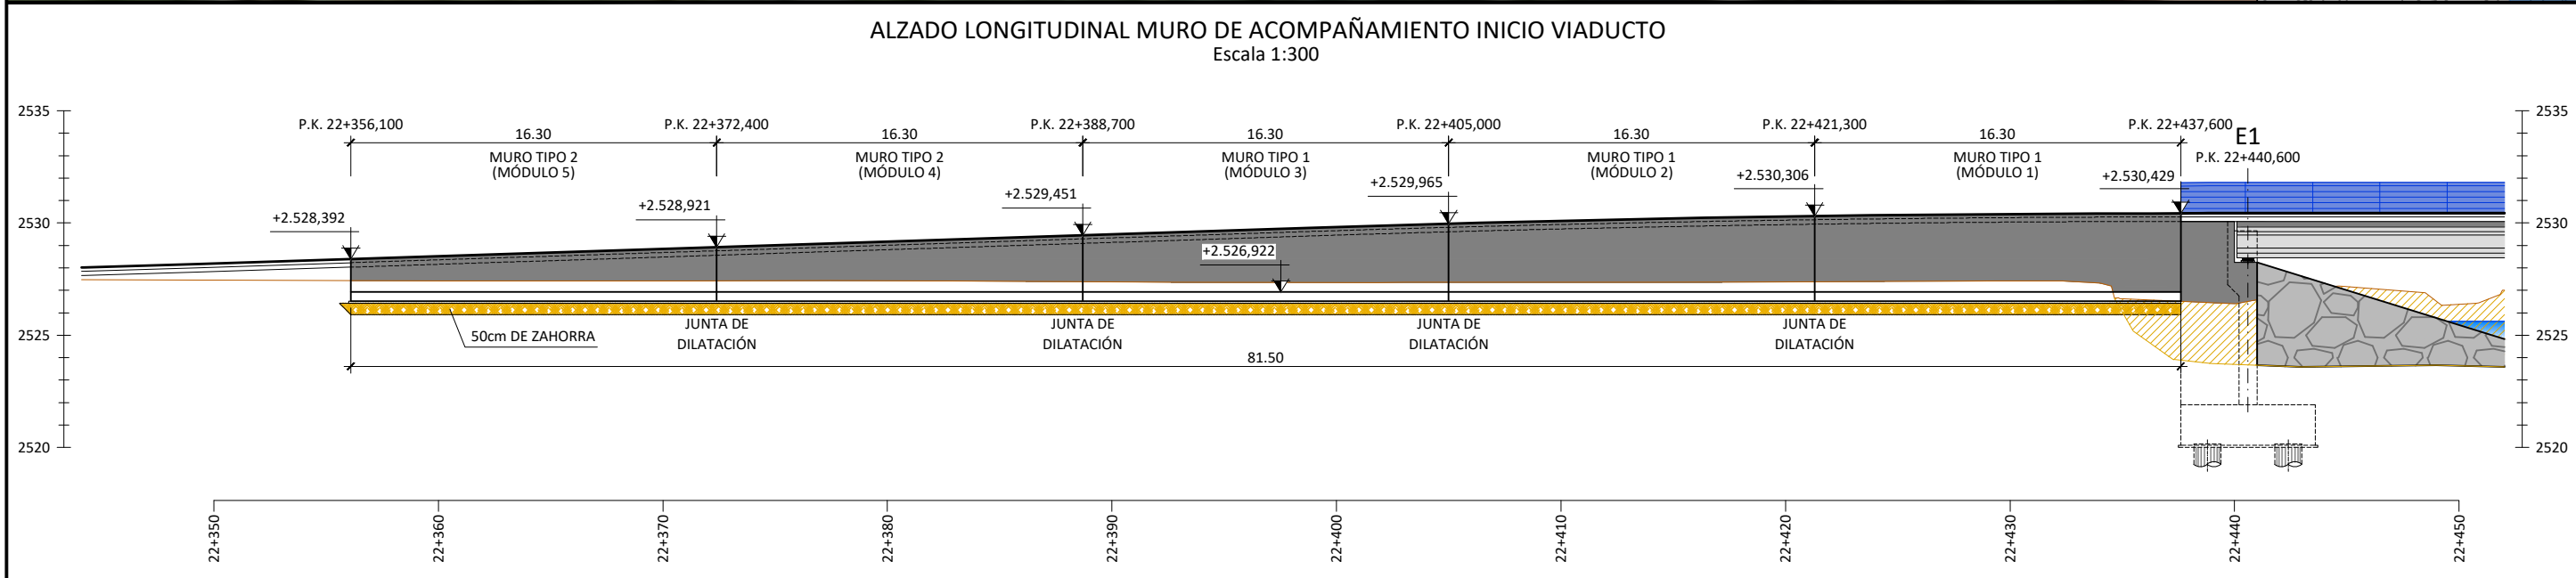 ALZADO LONGITUDINAL MURO DE ACOMPAÑAMIENTO INICIO VIADUCTO
Escala 1:300
2535
2530
2525
2520
P.K. 22+356,100
16.30
P.K. 22+372,400
16.30
P.K. 22+388,700
16.30
P.K. 22+405,000
16.30
P.K. 22+421,300
16.30
P.K. 22+437,600
E1
P.K. 22+440,600
MURO TIPO 2
(MÓDULO 5)
MURO TIPO 2
(MÓDULO 4)
MURO TIPO 1
(MÓDULO 3)
MURO TIPO 1
(MÓDULO 2)
MURO TIPO 1
(MÓDULO 1)
+2.528,392
+2.528,921
+2.529,451
+2.529,965
+2.530,306
+2.530,429
+2.526,922
50cm DE ZAHORRA
JUNTA DE
DILATACIÓN
JUNTA DE
DILATACIÓN
JUNTA DE
DILATACIÓN
JUNTA DE
DILATACIÓN
81.50
2535
2530
2525
2520
22+350
22+360
22+370
22+380
22+390
22+400
22+410
22+420
22+430
22+440
22+450